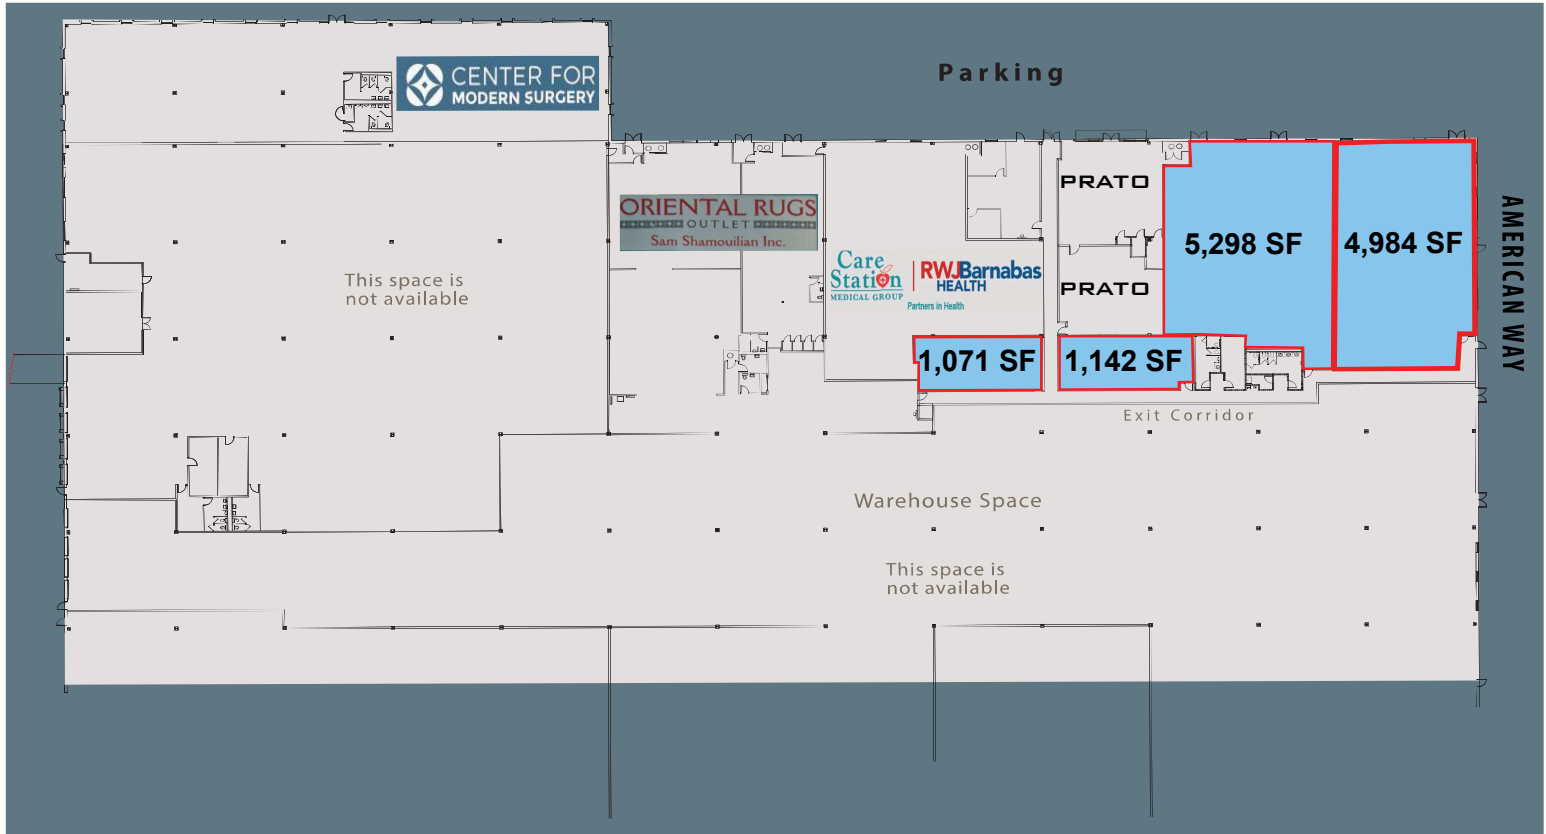 CENTER FOR
MODERN SURGERY
Parking
ORIENTAL RUGS
OUTLET
Sam Shamouilian Inc.
This space is
not available
Care
Station
MEDICAL GROUP
RWJBarnabas
HEALTH
Partners in Health
PRATO
PRATO
5,298 SF
4,984 SF
AMERICAN WAY
1,071 SF
1,142 SF
Exit Corridor
Warehouse Space
This space is
not available